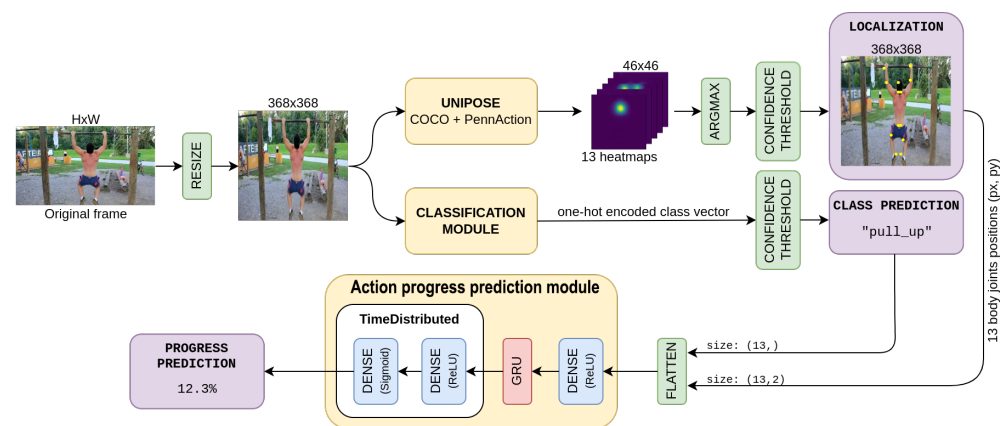 HxW
Original frame
RESIZE
368x368
UNIPOSE
COCO + PennAction
46x46
13 heatmaps
ARGMAX
CONFIDENCE
THRESHOLD
LOCALIZATION
368x368
CLASSIFICATION
MODULE
one-hot encoded class vector
CONFIDENCE
THRESHOLD
CLASS PREDICTION
"pull_up"
13 body joints positions (px, py)
size: (13,)
size: (13,2)
FLATTEN
Action progress prediction module
DENSE
(ReLU)
GRU
TimeDistributed
DENSE
(ReLU)
DENSE
(Sigmoid)
PROGRESS
PREDICTION
12.3%